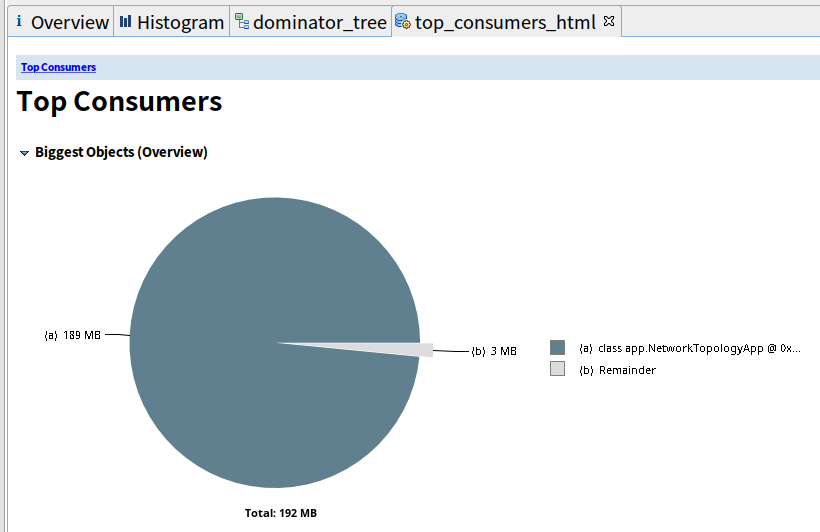 Overview Histogram dominator_tree top_consumers_html
Top Consumers
Top Consumers
Biggest Objects (Overview)
(a) 189 MB
(b) 3 MB
(a) class app.NetworkTopologyApp @ 0x...
(b) Remainder
Total: 192 MB